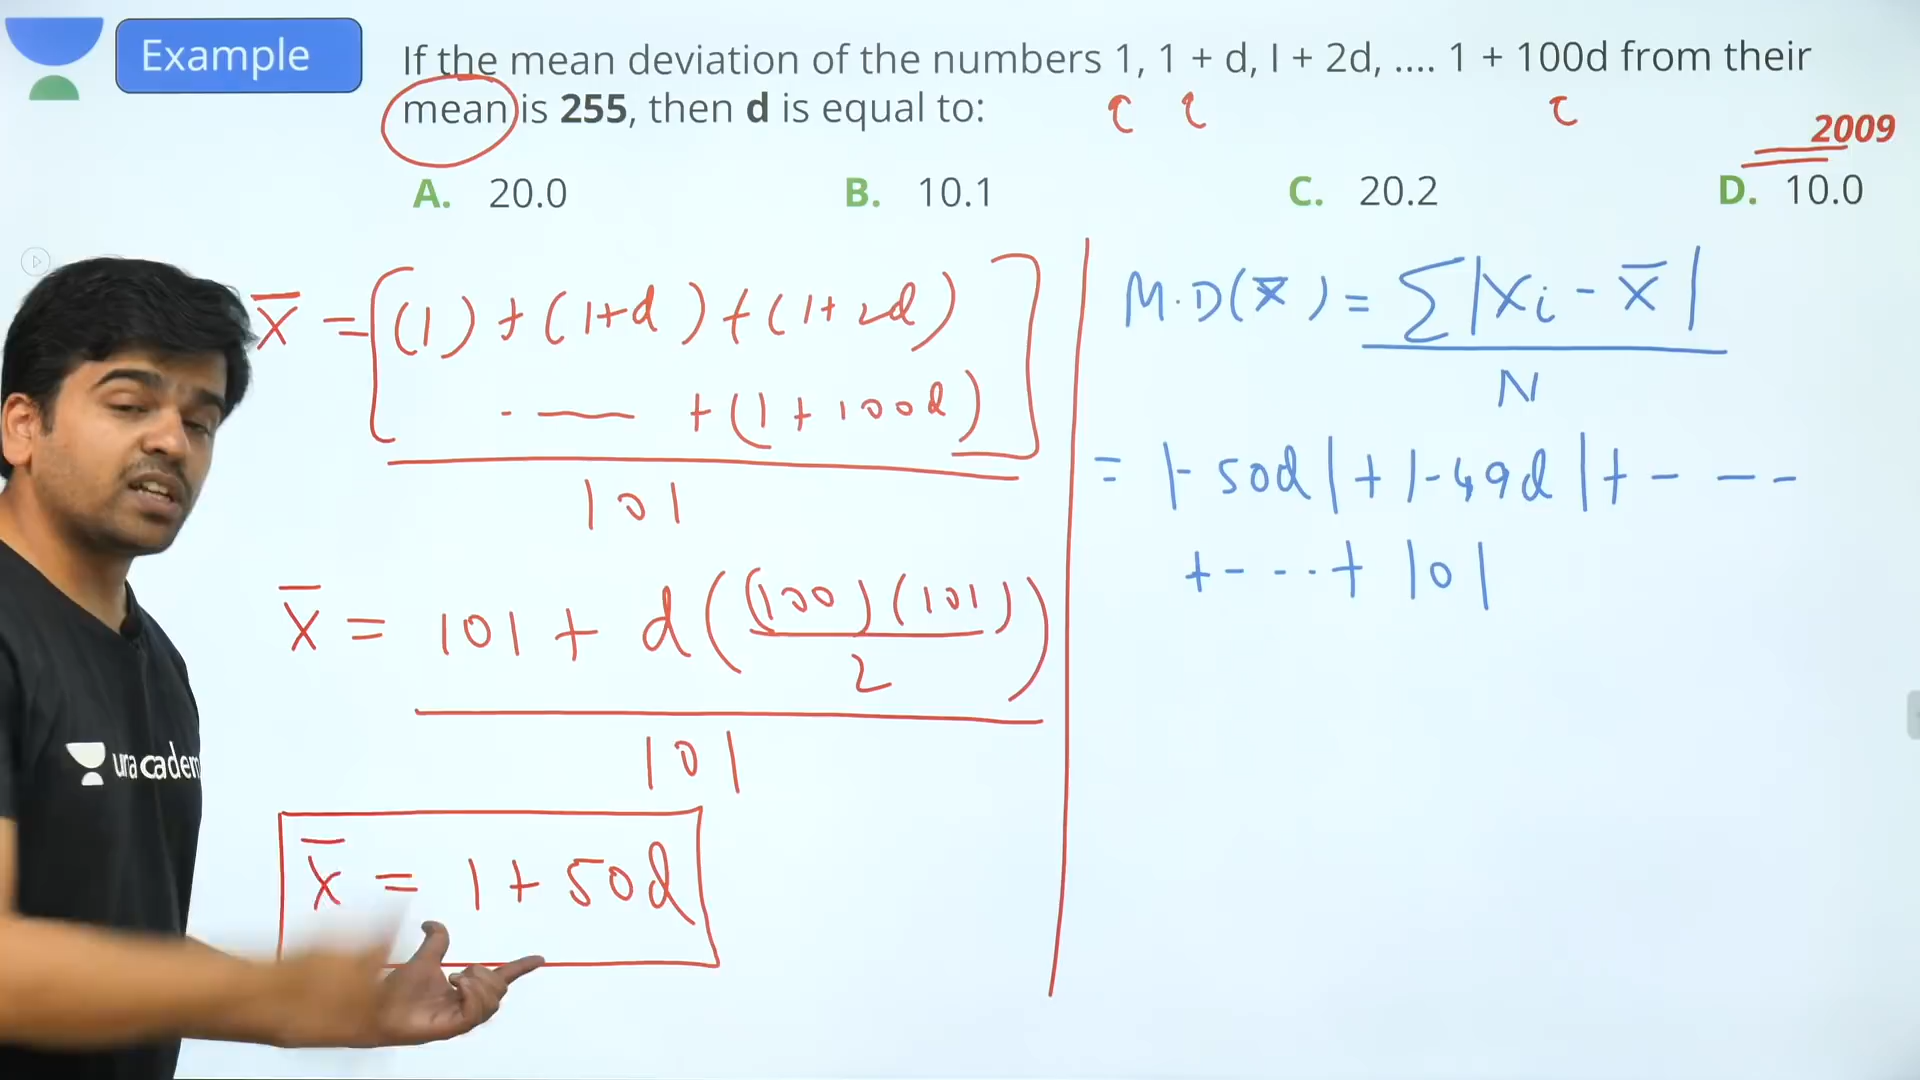 Example
If the mean deviation of the numbers 1, 1 + d, l + 2d, .... 1 + 100d from their
mean is 255, then d is equal to:
2009
A. 20.0 B. 10.1 C. 20.2 D. 10.0
x̅ = [(1) + (1+d) + (1+2d)
. — +(1+100d)]
101
x̅ = 101 + d((100)(101)/2)
101
x̅ = 1+50d
M.D(x̅) = Σ|xi - x̅|
N
= |-50d|+|-49d|+- --
+- -..+ |0|
unacadem